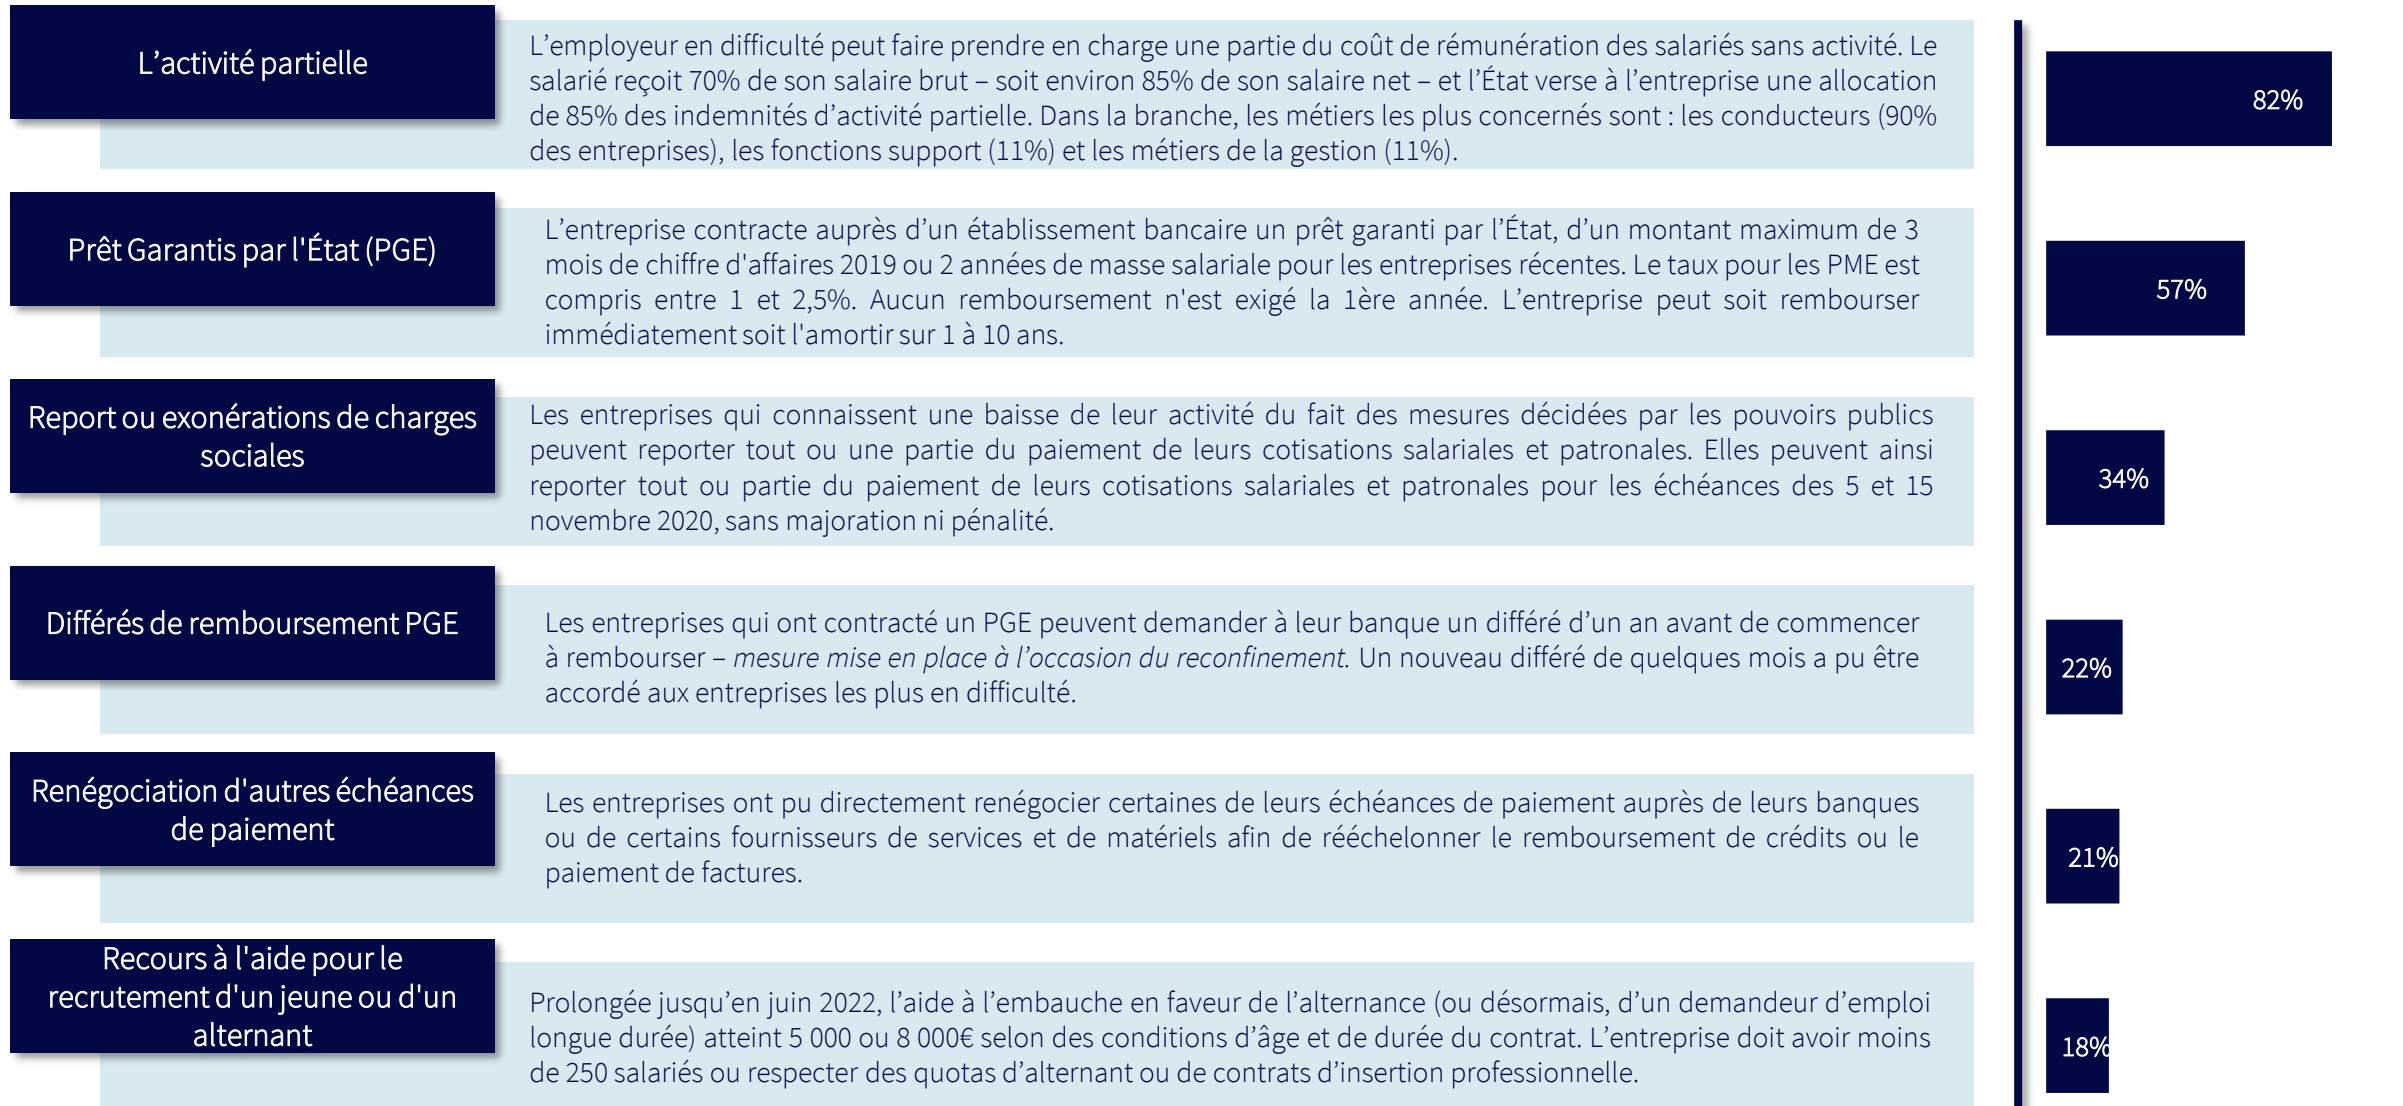 L’activité partielle
L’employeur en difficulté peut faire prendre en charge une partie du coût de rémunération des salariés sans activité. Le
salarié reçoit 70% de son salaire brut – soit environ 85% de son salaire net – et l’État verse à l’entreprise une allocation
de 85% des indemnités d’activité partielle. Dans la branche, les métiers les plus concernés sont : les conducteurs (90%
des entreprises), les fonctions support (11%) et les métiers de la gestion (11%).
82%
Prêt Garantis par l'État (PGE)
L’entreprise contracte auprès d’un établissement bancaire un prêt garanti par l’État, d’un montant maximum de 3
mois de chiffre d'affaires 2019 ou 2 années de masse salariale pour les entreprises récentes. Le taux pour les PME est
compris entre 1 et 2,5%. Aucun remboursement n'est exigé la 1ère année. L’entreprise peut soit rembourser
immédiatement soit l'amortir sur 1 à 10 ans.
57%
Report ou exonérations de charges
sociales
Les entreprises qui connaissent une baisse de leur activité du fait des mesures décidées par les pouvoirs publics
peuvent reporter tout ou une partie du paiement de leurs cotisations salariales et patronales. Elles peuvent ainsi
reporter tout ou partie du paiement de leurs cotisations salariales et patronales pour les échéances des 5 et 15
novembre 2020, sans majoration ni pénalité.
34%
Différés de remboursement PGE
Les entreprises qui ont contracté un PGE peuvent demander à leur banque un différé d’un an avant de commencer
à rembourser – mesure mise en place à l’occasion du reconfinement. Un nouveau différé de quelques mois a pu être
accordé aux entreprises les plus en difficulté.
22%
Renégociation d'autres échéances
de paiement
Les entreprises ont pu directement renégocier certaines de leurs échéances de paiement auprès de leurs banques
ou de certains fournisseurs de services et de matériels afin de rééchelonner le remboursement de crédits ou le
paiement de factures.
21%
Recours à l'aide pour le
recrutement d'un jeune ou d'un
alternant
Prolongée jusqu’en juin 2022, l’aide à l’embauche en faveur de l’alternance (ou désormais, d’un demandeur d’emploi
longue durée) atteint 5 000 ou 8 000€ selon des conditions d’âge et de durée du contrat. L’entreprise doit avoir moins
de 250 salariés ou respecter des quotas d’alternant ou de contrats d’insertion professionnelle.
18%